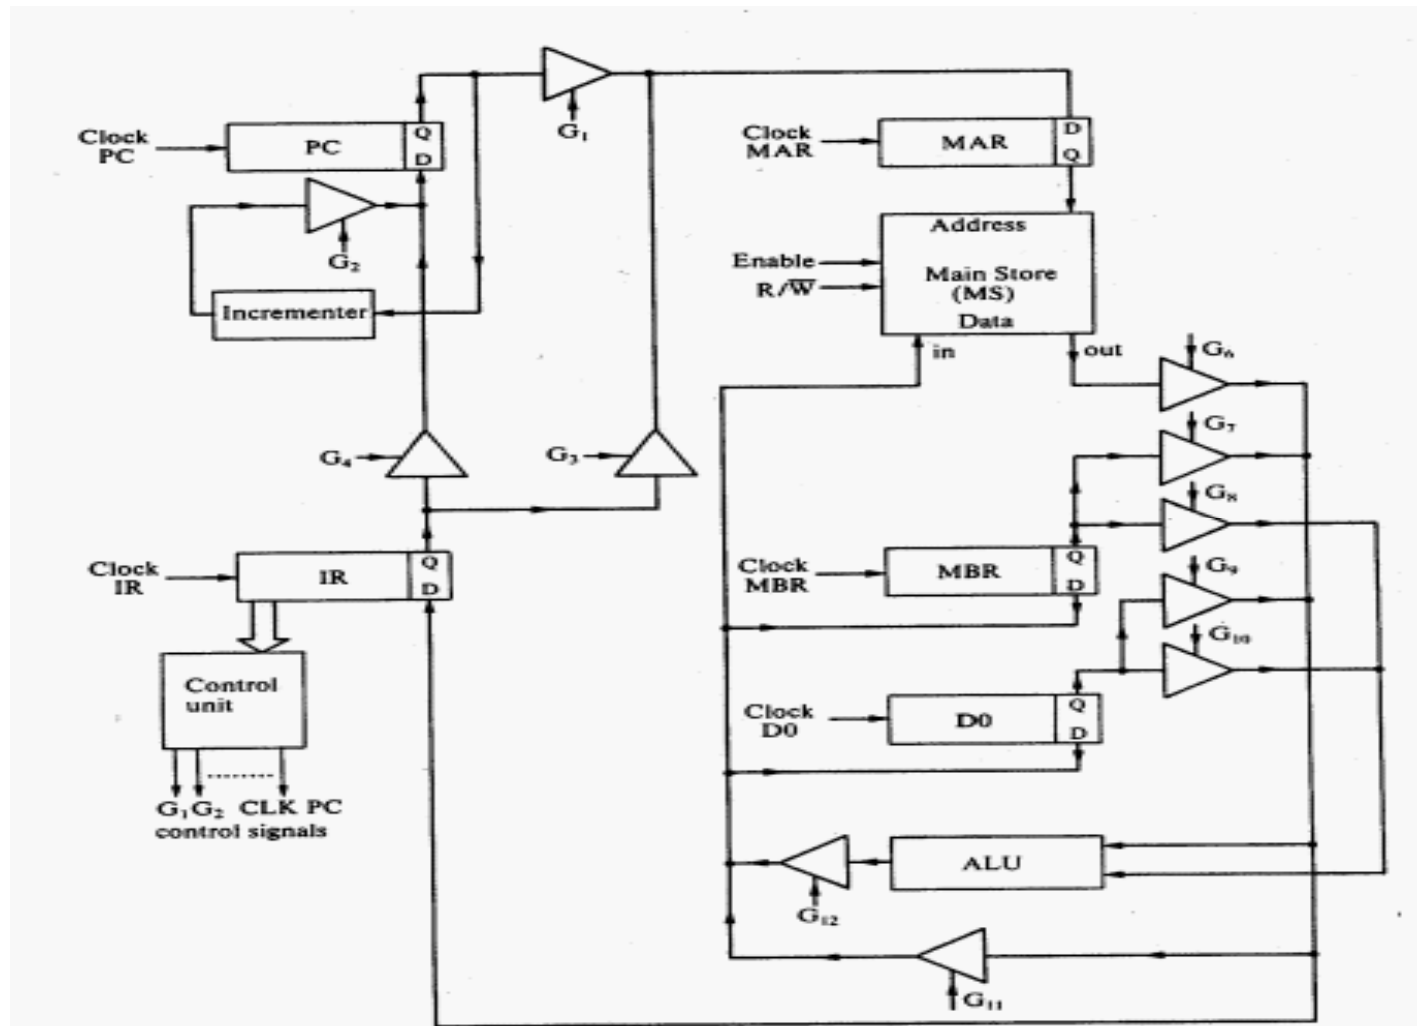 G₁
Clock
PC
PC
Q
D
Clock
MAR
MAR
D
Q
G₂
Incrementer
Address
Enable
R/W̅
Main Store
(MS)
Data
in
out
G₆
G₇
G₄
G₃
G₈
Clock
IR
IR
Q
D
Clock
MBR
MBR
Q
D
G₉
G₁₀
Control
unit
Clock
D0
D0
Q
D
G₁ G₂ CLK PC
control signals
ALU
G₁₂
G₁₁